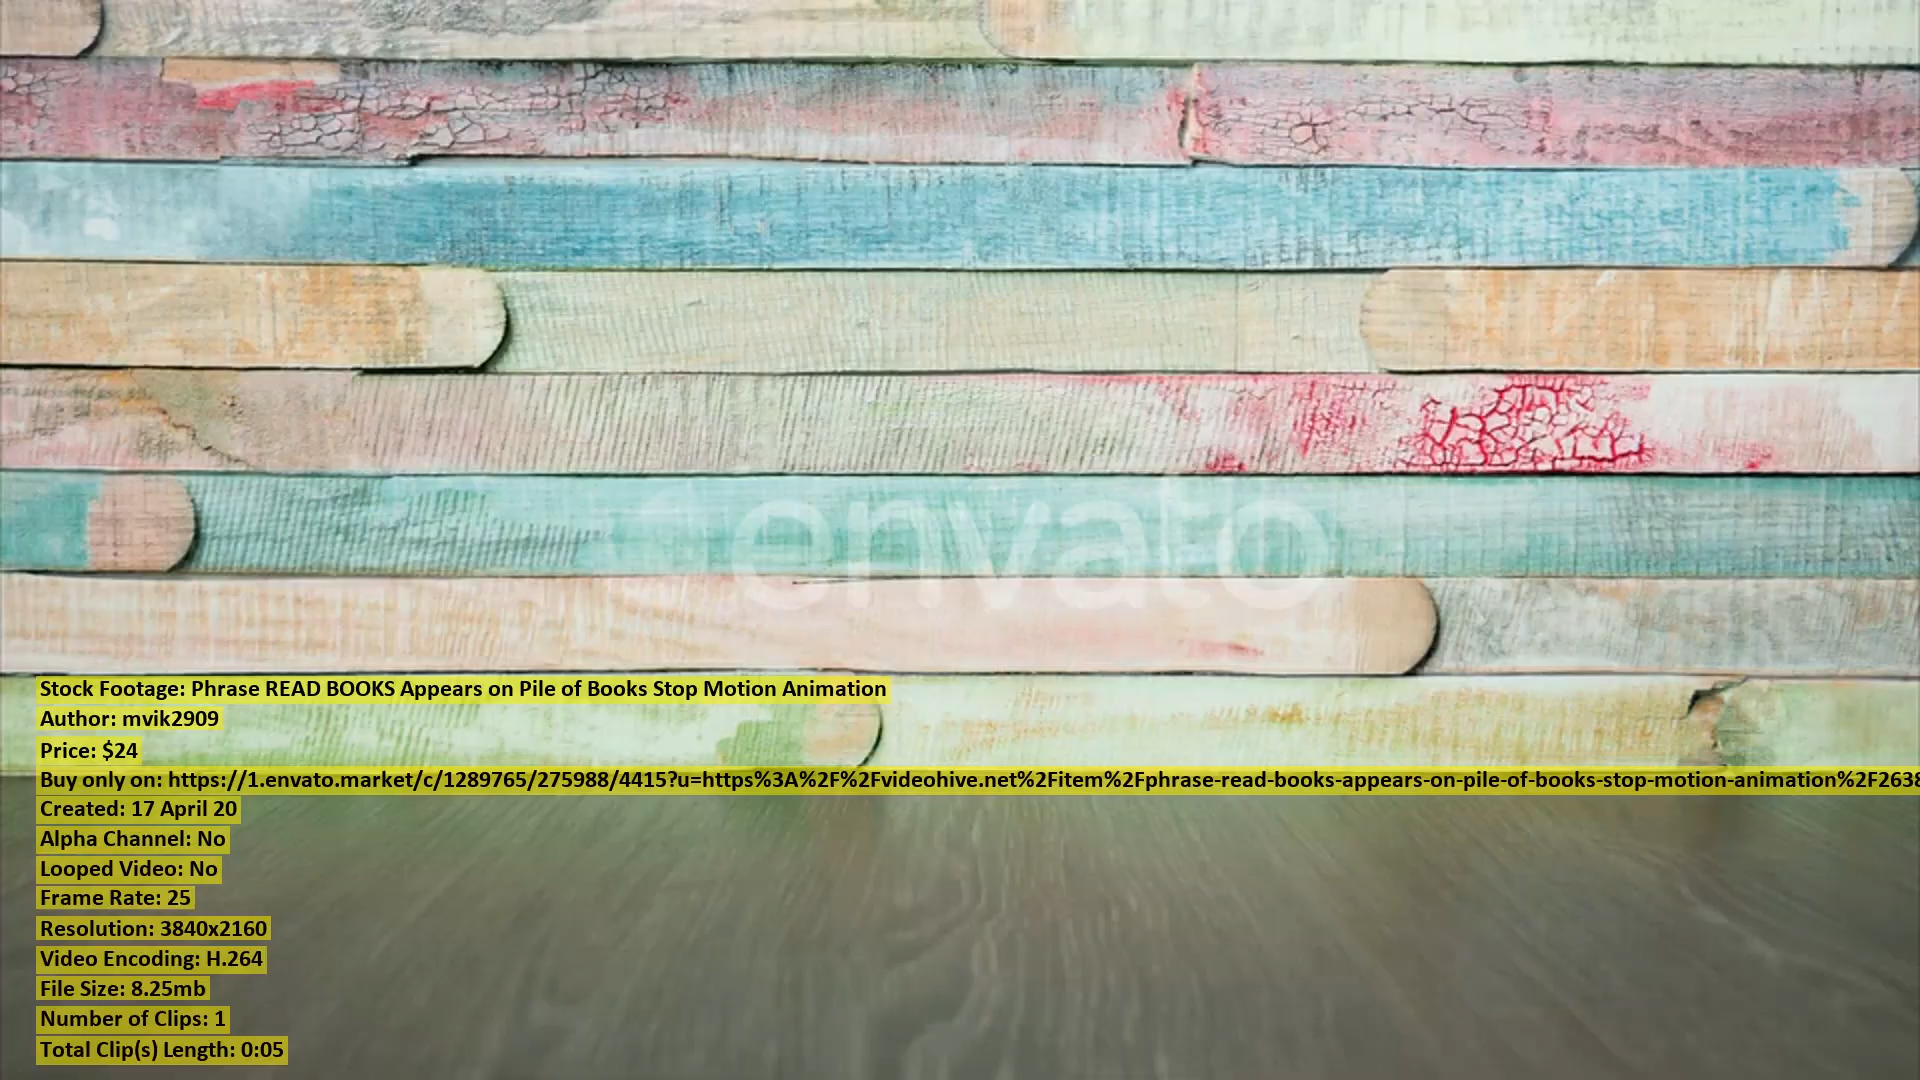 envato
Stock Footage: Phrase READ BOOKS Appears on Pile of Books Stop Motion Animation
Author: mvik2909
Price: $24
Buy only on: https://1.envato.market/c/1289765/275988/4415?u=https%3A%2F%2Fvideohive.net%2Fitem%2Fphrase-read-books-appears-on-pile-of-books-stop-motion-animation%2F2638
Created: 17 April 20
Alpha Channel: No
Looped Video: No
Frame Rate: 25
Resolution: 3840x2160
Video Encoding: H.264
File Size: 8.25mb
Number of Clips: 1
Total Clip(s) Length: 0:05